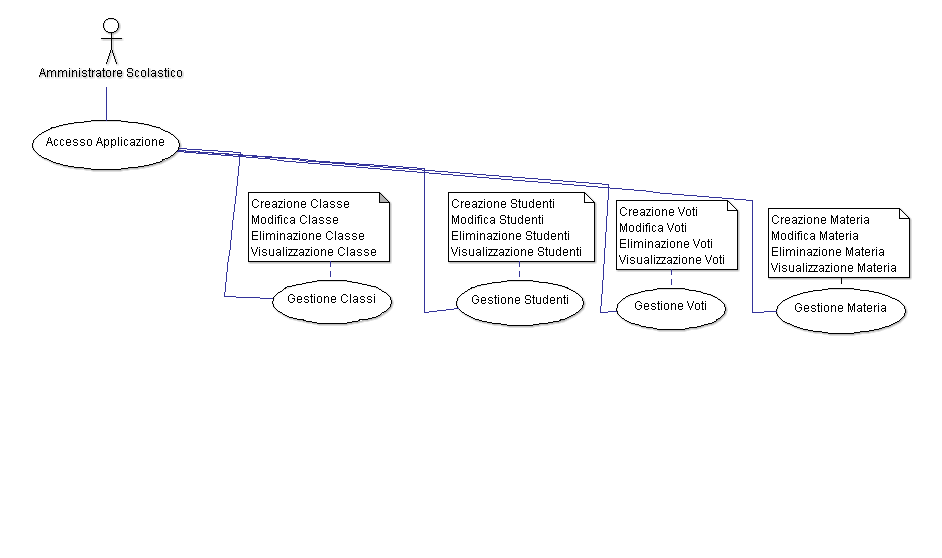 Amministratore Scolastico
Accesso Applicazione
Creazione Classe
Modifica Classe
Eliminazione Classe
Visualizzazione Classe
Gestione Classi
Creazione Studenti
Modifica Studenti
Eliminazione Studenti
Visualizzazione Studenti
Gestione Studenti
Creazione Voti
Modifica Voti
Eliminazione Voti
Visualizzazione Voti
Gestione Voti
Creazione Materia
Modifica Materia
Eliminazione Materia
Visualizzazione Materia
Gestione Materia